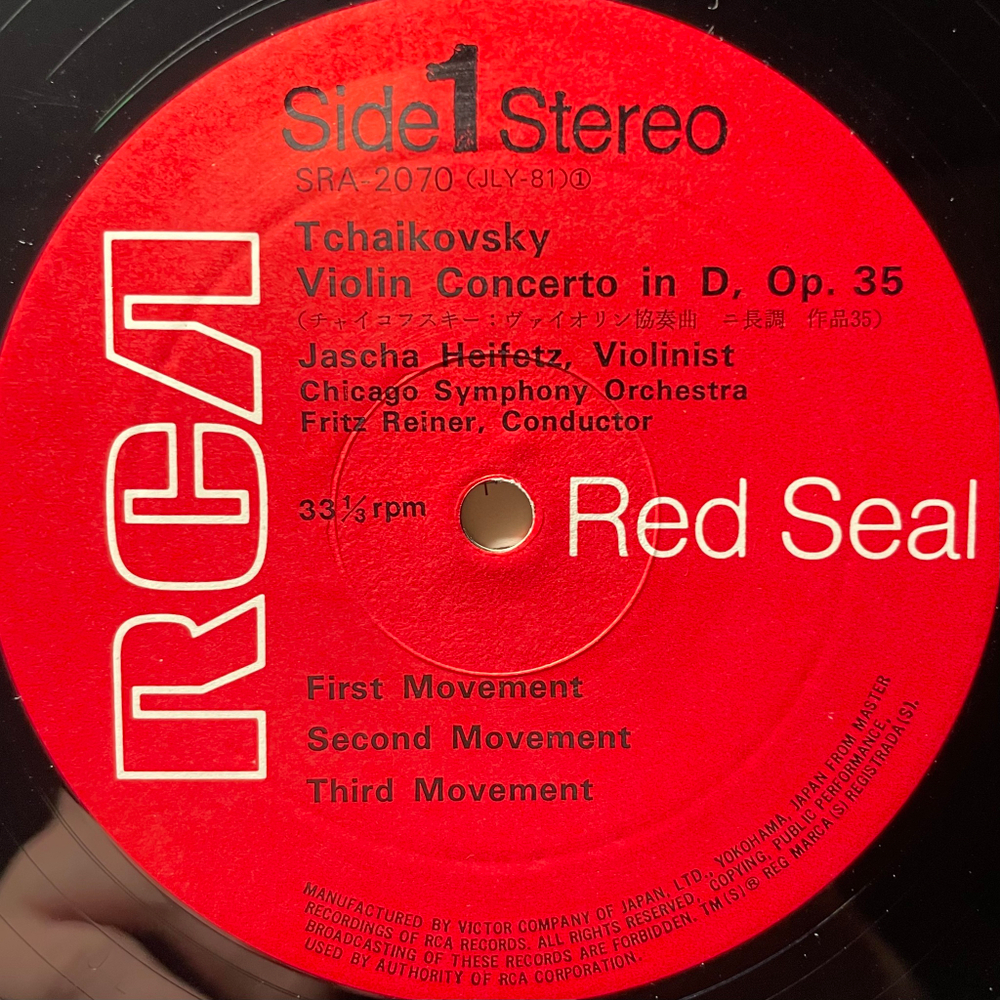 Side 1 Stereo
SRA-2070 (JLY-81)①
Tchaikovsky
Violin Concerto in D, Op. 35
(チャイコフスキー：ヴァイオリン協奏曲 ニ長調 作品35)
Jascha Heifetz, Violinist
Chicago Symphony Orchestra
Fritz Reiner, Conductor
RCA
33 ⅓ rpm
Red Seal
First Movement
Second Movement
Third Movement
MANUFACTURED BY VICTOR COMPANY OF JAPAN, LTD., YOKOHAMA, JAPAN FROM MASTER
RECORDINGS OF RCA RECORDS. ALL RIGHTS RESERVED, COPYING, PUBLIC PERFORMANCE,
BROADCASTING OF THESE RECORDS ARE FORBIDDEN. TM(S)® REG MARCA(S) REGISTRADA(S).
USED BY AUTHORITY OF RCA CORPORATION.